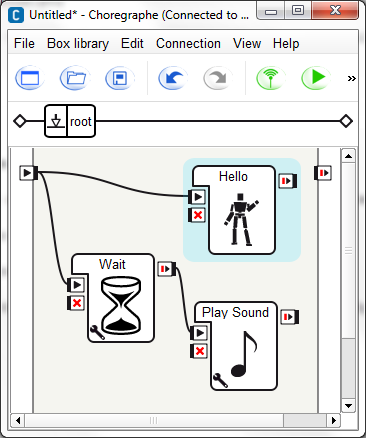 C Untitled* - Choregraphe (Connected to ...
File Box library Edit Connection View Help
»
root
Hello
Wait
Play Sound